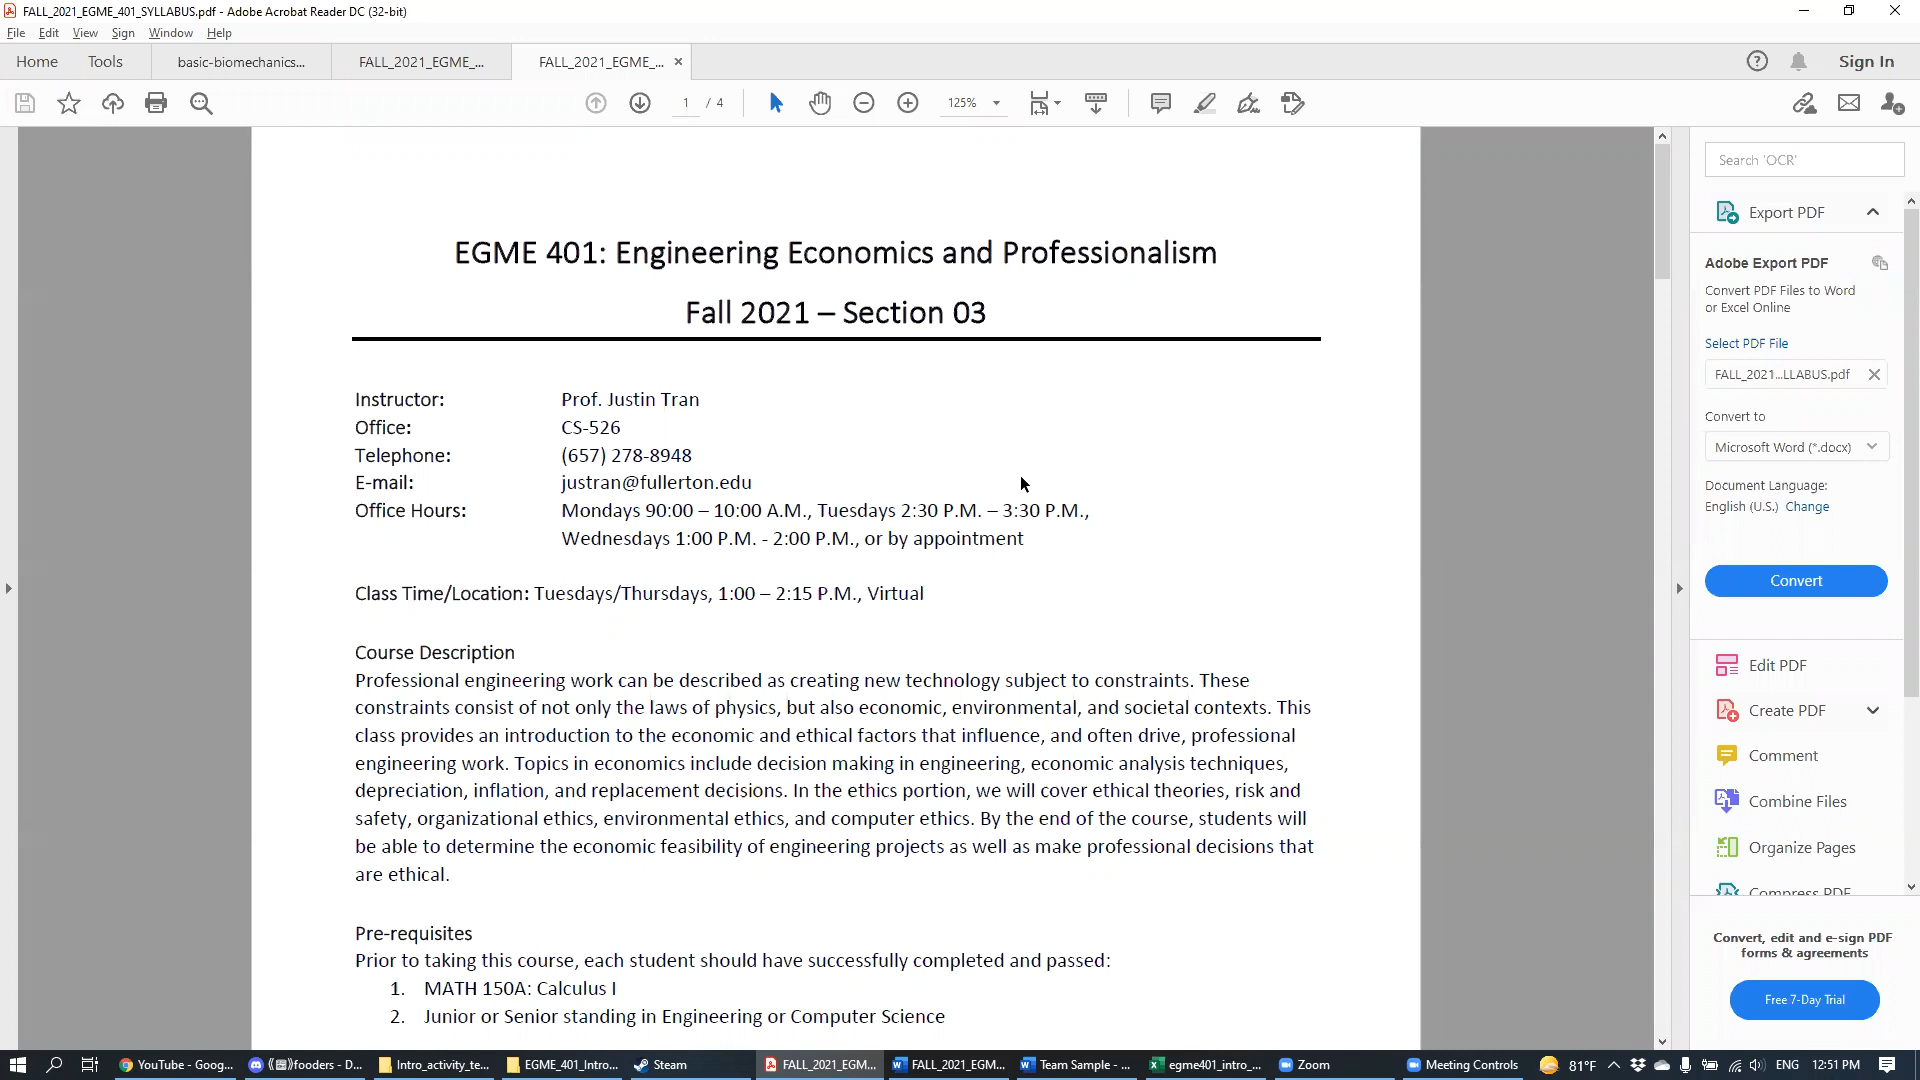 FALL_2021_EGME_401_SYLLABUS.pdf - Adobe Acrobat Reader DC (32-bit)
File Edit View Sign Window Help
Home Tools basic-biomechanics... FALL_2021_EGME_... FALL_2021_EGME_... Sign In
1 / 4 125%
EGME 401: Engineering Economics and Professionalism
Fall 2021 – Section 03
Instructor: Prof. Justin Tran
Office: CS-526
Telephone: (657) 278-8948
E-mail: justran@fullerton.edu
Office Hours: Mondays 90:00 – 10:00 A.M., Tuesdays 2:30 P.M. – 3:30 P.M.,
Wednesdays 1:00 P.M. - 2:00 P.M., or by appointment
Class Time/Location: Tuesdays/Thursdays, 1:00 – 2:15 P.M., Virtual
Course Description
Professional engineering work can be described as creating new technology subject to constraints. These
constraints consist of not only the laws of physics, but also economic, environmental, and societal contexts. This
class provides an introduction to the economic and ethical factors that influence, and often drive, professional
engineering work. Topics in economics include decision making in engineering, economic analysis techniques,
depreciation, inflation, and replacement decisions. In the ethics portion, we will cover ethical theories, risk and
safety, organizational ethics, environmental ethics, and computer ethics. By the end of the course, students will
be able to determine the economic feasibility of engineering projects as well as make professional decisions that
are ethical.
Pre-requisites
Prior to taking this course, each student should have successfully completed and passed:
1. MATH 150A: Calculus I
2. Junior or Senior standing in Engineering or Computer Science
Search 'OCR'
Export PDF
Adobe Export PDF
Convert PDF Files to Word
or Excel Online
Select PDF File
FALL_2021...LLABUS.pdf
Convert to
Microsoft Word (*.docx)
Document Language:
English (U.S.) Change
Convert
Edit PDF
Create PDF
Comment
Combine Files
Organize Pages
Compress PDF
Convert, edit and e-sign PDF
forms & agreements
Free 7-Day Trial
YouTube - Goog... fooders - D... Intro_activity_te... EGME_401_Intro... Steam FALL_2021_EGM... FALL_2021_EGM... Team Sample - ... egme401_intro_... Zoom Meeting Controls 81°F ENG 12:51 PM